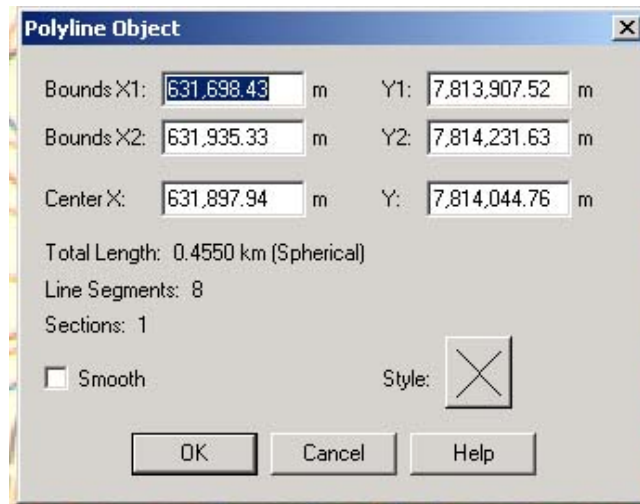 Polyline Object
Bounds X1: 631,698.43 m Y1: 7,813,907.52 m
Bounds X2: 631,935.33 m Y2: 7,814,231.63 m
Center X: 631,897.94 m Y: 7,814,044.76 m
Total Length: 0.4550 km (Spherical)
Line Segments: 8
Sections: 1
Smooth Style:
OK Cancel Help